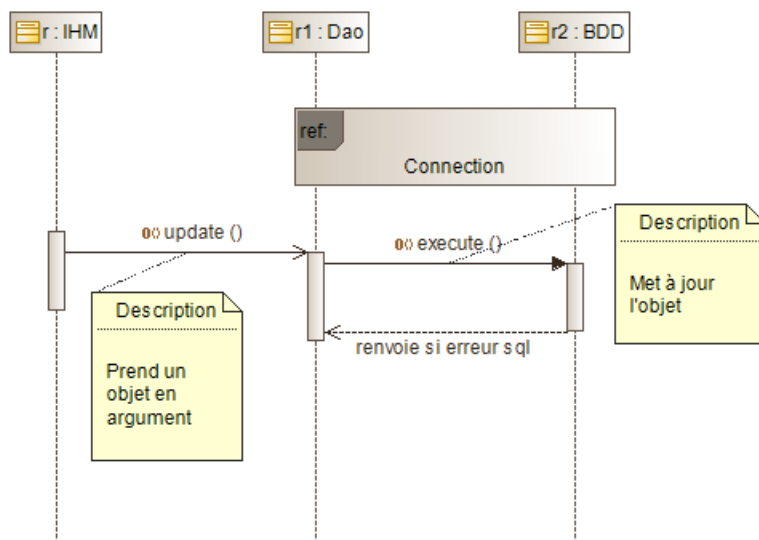 r : IHM
r1 : Dao
r2 : BDD
ref:
Connection
update ()
execute ()
Description
Met à jour
l'objet
Description
Prend un
objet en
argument
renvoie si erreur sql